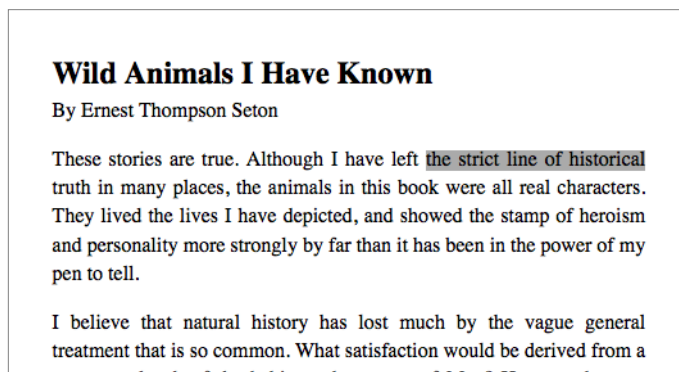 Wild Animals I Have Known
By Ernest Thompson Seton
These stories are true. Although I have left the strict line of historical
truth in many places, the animals in this book were all real characters.
They lived the lives I have depicted, and showed the stamp of heroism
and personality more strongly by far than it has been in the power of my
pen to tell.
I believe that natural history has lost much by the vague general
treatment that is so common. What satisfaction would be derived from a